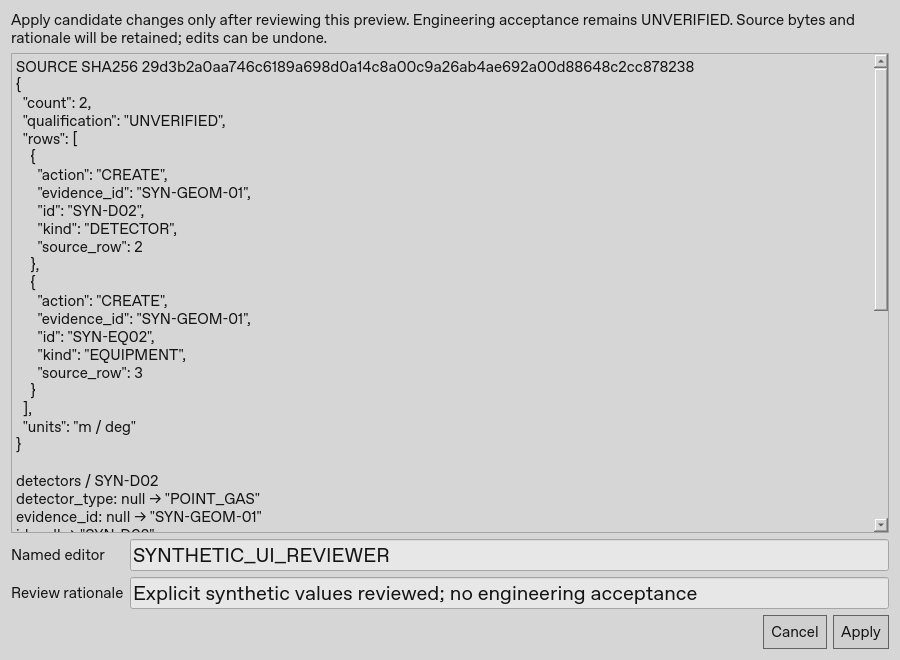 Apply candidate changes only after reviewing this preview. Engineering acceptance remains UNVERIFIED. Source bytes and
rationale will be retained; edits can be undone.
SOURCE SHA256 29d3b2a0aa746c6189a698d0a14c8a00c9a26ab4ae692a00d88648c2cc878238
{
"count": 2,
"qualification": "UNVERIFIED",
"rows": [
{
"action": "CREATE",
"evidence_id": "SYN-GEOM-01",
"id": "SYN-D02",
"kind": "DETECTOR",
"source_row": 2
},
{
"action": "CREATE",
"evidence_id": "SYN-GEOM-01",
"id": "SYN-EQ02",
"kind": "EQUIPMENT",
"source_row": 3
}
],
"units": "m / deg"
}
detectors / SYN-D02
detector_type: null → "POINT_GAS"
evidence_id: null → "SYN-GEOM-01"
Named editor SYNTHETIC_UI_REVIEWER
Review rationale Explicit synthetic values reviewed; no engineering acceptance
Cancel Apply